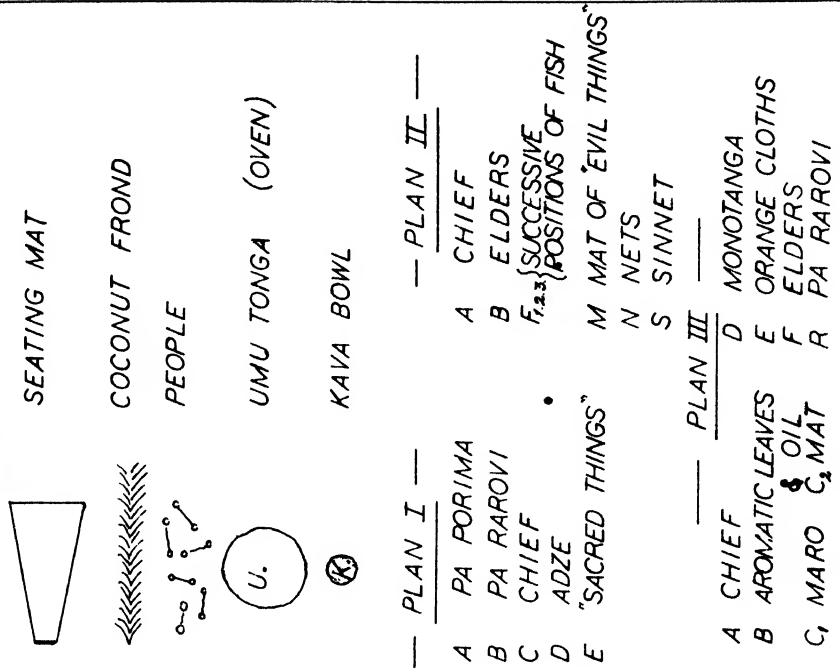 SEATING MAT
COCONUT FROND
PEOPLE
U. UMU TONGA (OVEN)
K. KAVA BOWL
— PLAN I —
A PA PORIMA
B PA RAROVI
C CHIEF
D ADZE
E "SACRED THINGS"
— PLAN II —
A CHIEF
B ELDERS
F1.2.3. { SUCCESSIVE
POSITIONS OF FISH
M MAT OF "EVIL THINGS"
N NETS
S SINNET
— PLAN III —
A CHIEF
B AROMATIC LEAVES
& OIL
C1 MARO C2 MAT
D MONOTANGA
E ORANGE CLOTHS
F ELDERS
R PA RAROVI